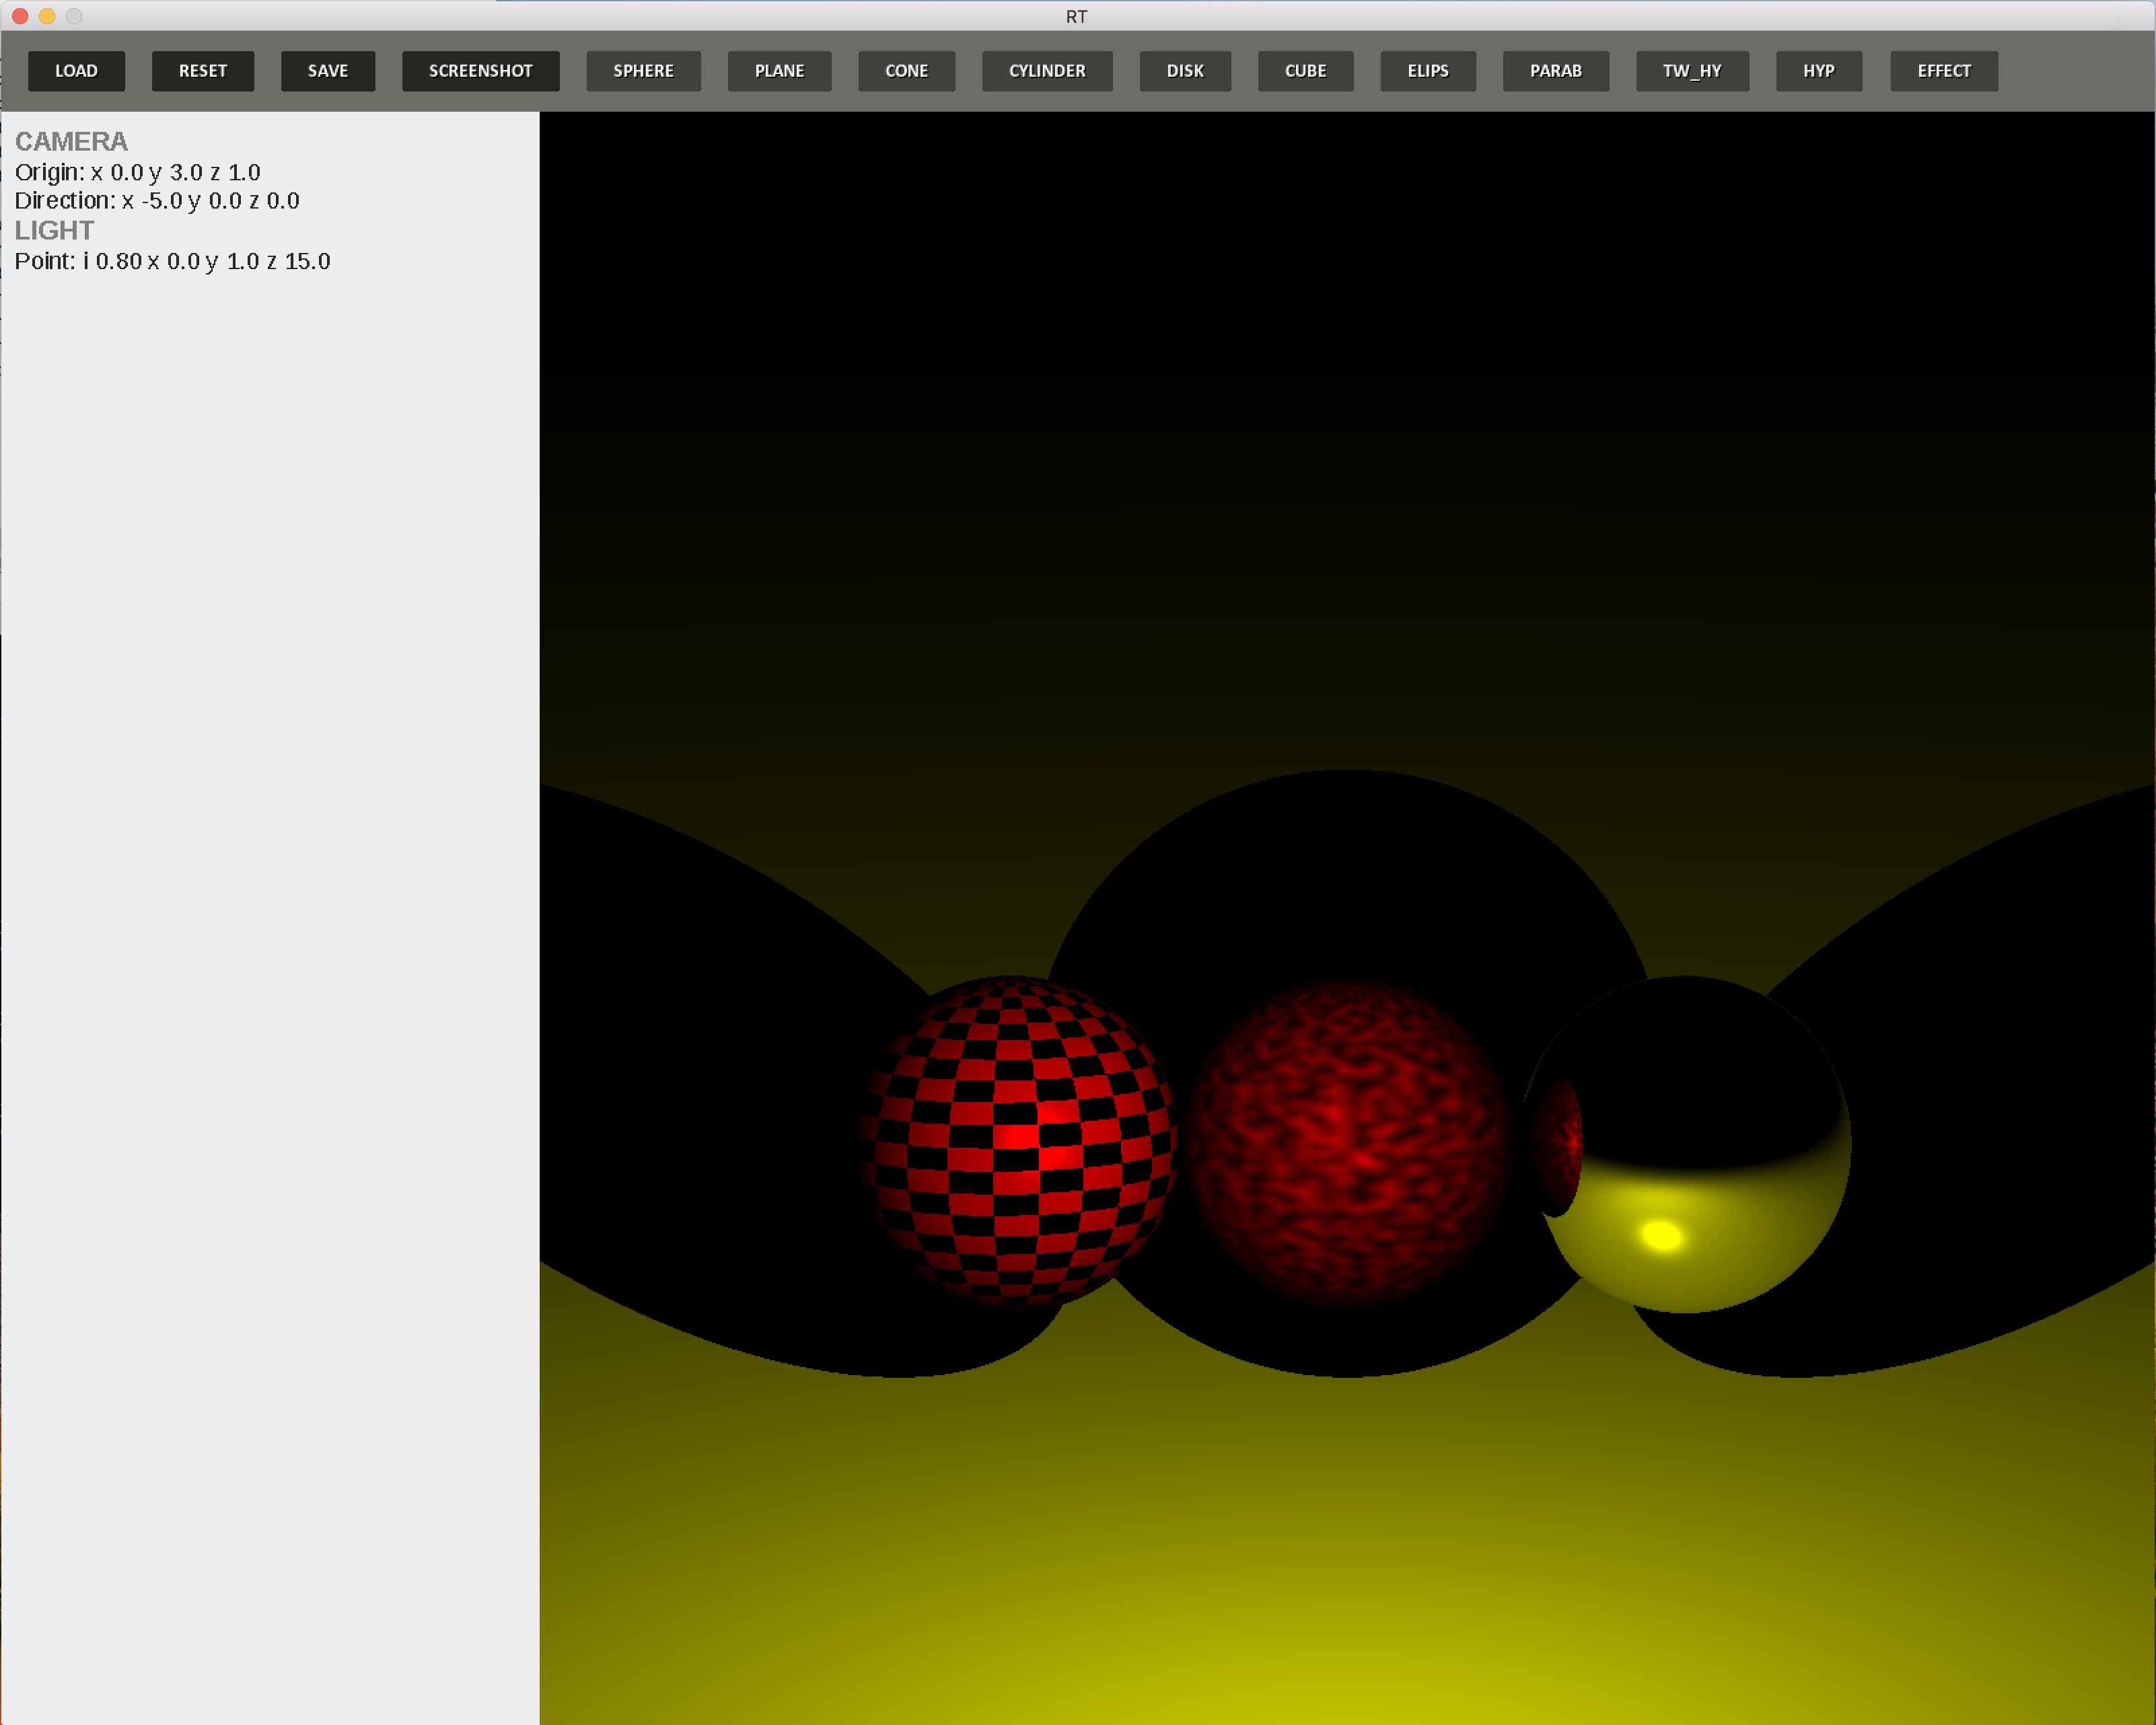 RT
LOAD RESET SAVE SCREENSHOT SPHERE PLANE CONE CYLINDER DISK CUBE ELIPS PARAB TW_HY HYP EFFECT
CAMERA
Origin: x 0.0 y 3.0 z 1.0
Direction: x -5.0 y 0.0 z 0.0
LIGHT
Point: i 0.80 x 0.0 y 1.0 z 15.0